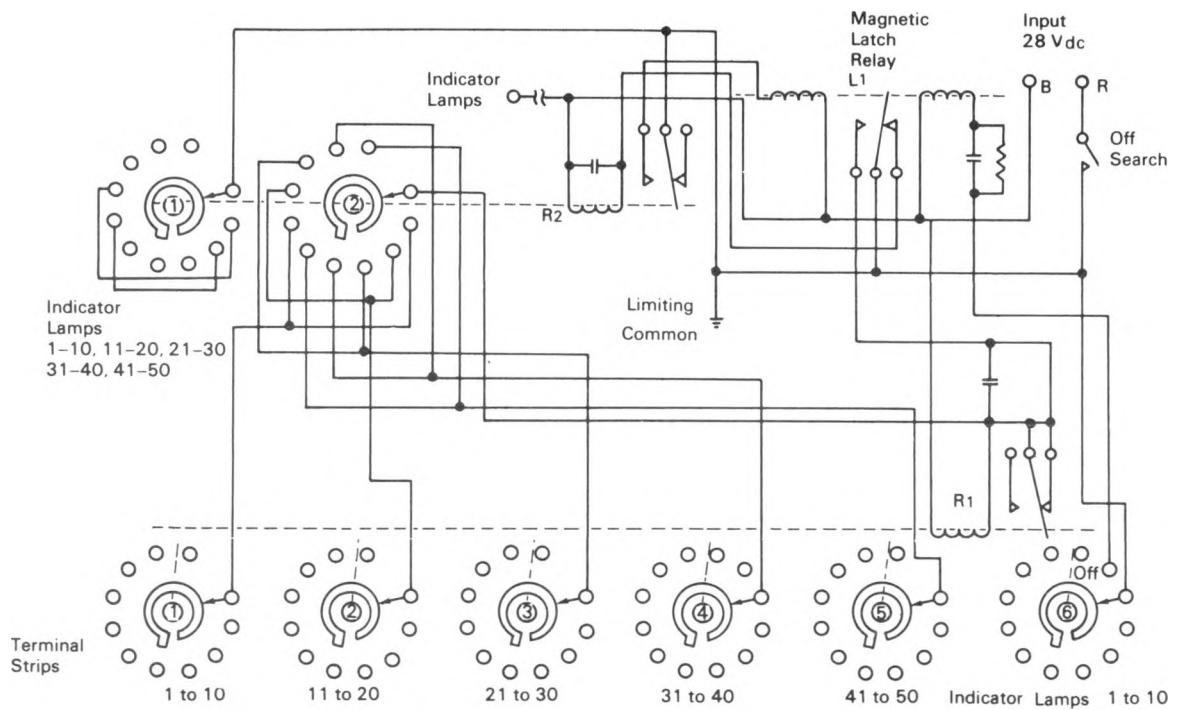 Magnetic
Latch
Relay
L1
Input
28 Vdc
Indicator
Lamps
B
R
Off
Search
1
2
R2
Indicator
Lamps
1–10, 11–20, 21–30
31–40, 41–50
Limiting
Common
R1
Off
1
2
3
4
5
6
Terminal
Strips
1 to 10
11 to 20
21 to 30
31 to 40
41 to 50
Indicator Lamps 1 to 10